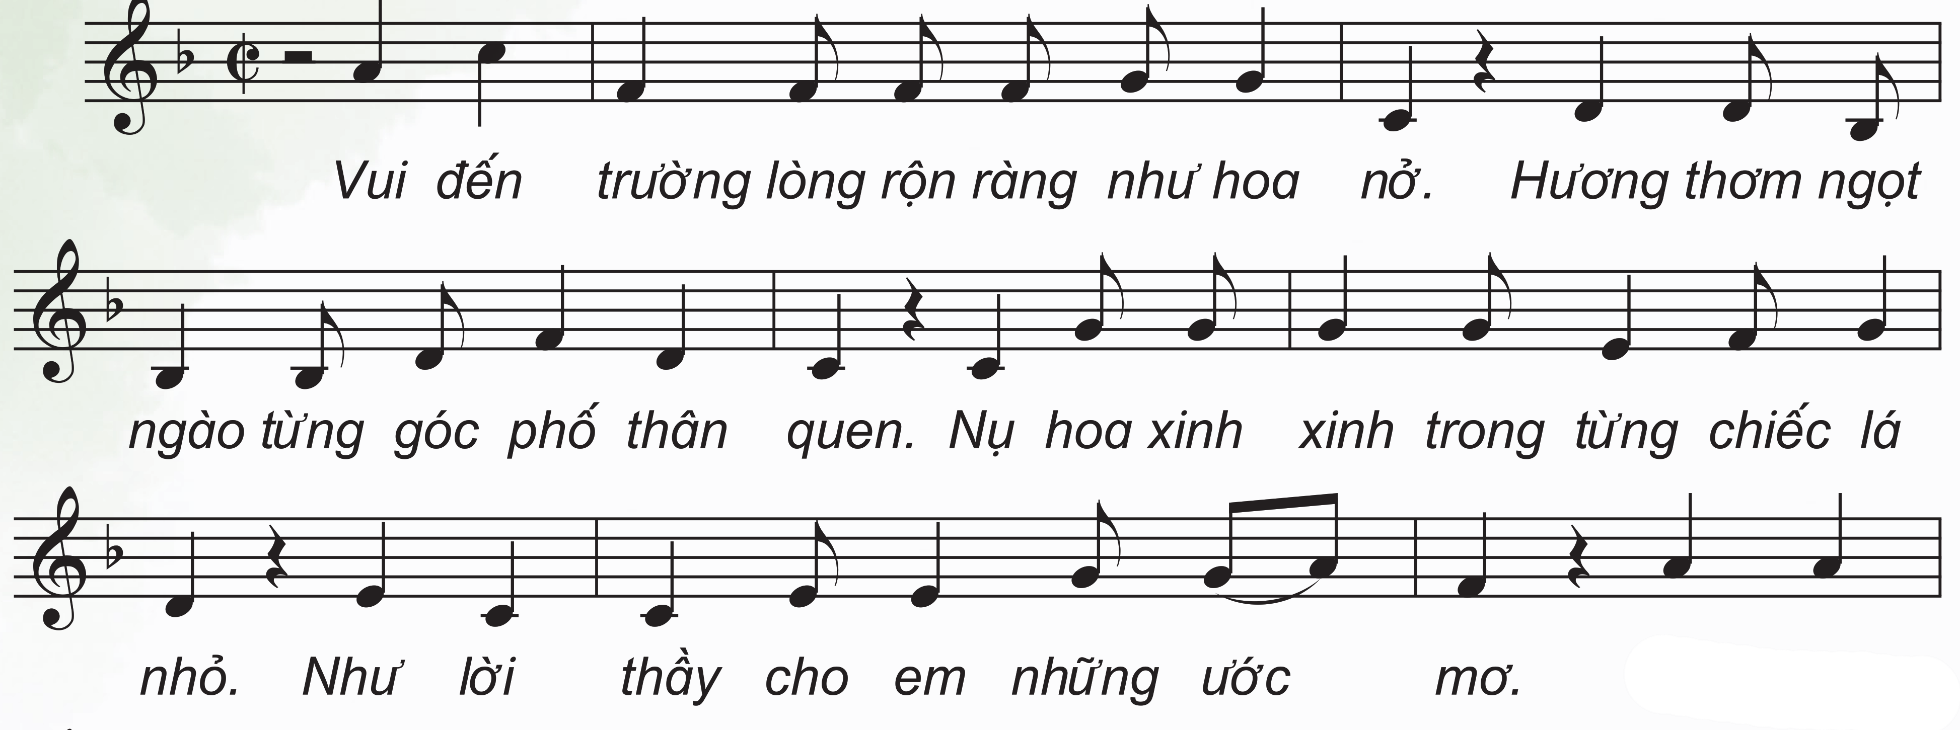 Vui đến trường lòng rộn ràng như hoa nở. Hương thơm ngọt
ngào từng góc phố thân quen. Nụ hoa xinh xinh trong từng chiếc lá
nhỏ. Như lời thầy cho em những ước mơ.